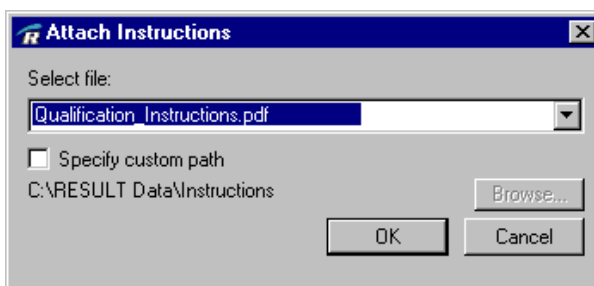 Attach Instructions
Select file:
Qualification_Instructions.pdf
Specify custom path
C:\RESULT Data\Instructions
Browse...
OK
Cancel